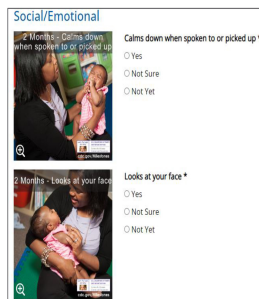 Social/Emotional
2 Months - Calms down
when spoken to or picked up
Calms down when spoken to or picked up *
Yes
Not Sure
Not Yet
cdc.gov/Milestones
2 Months - Looks at your face
Looks at your face *
Yes
Not Sure
Not Yet
cdc.gov/Milestones